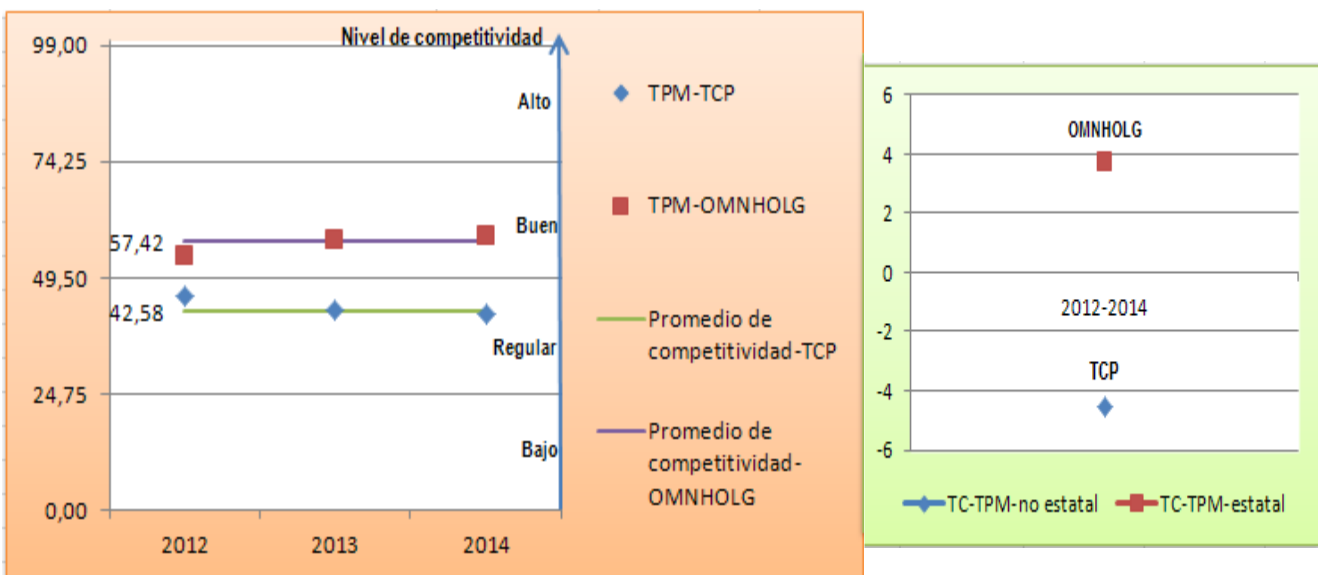 Nivel de competitividad
99,00
74,25
57,42
49,50
42,58
24,75
0,00
Alto
Buen
Regular
Bajo
2012
2013
2014
TPM-TCP
TPM-OMNHOLG
Promedio de
competitividad-TCP
Promedio de
competitividad-
OMNHOLG
6
4
2
0
-2
-4
-6
OMNHOLG
2012-2014
TCP
TC-TPM-no estatal
TC-TPM-estatal